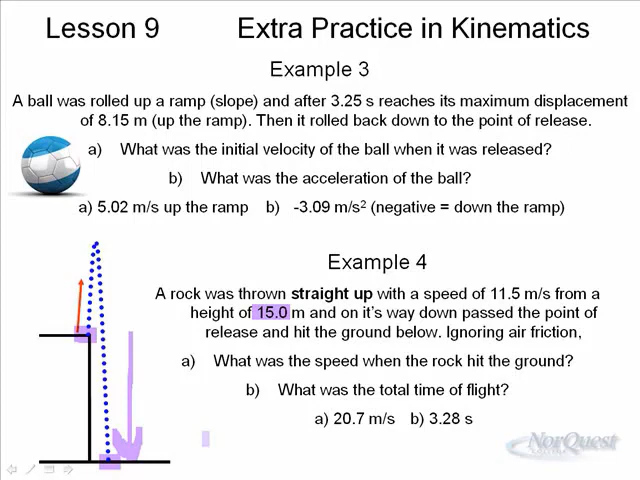 Lesson 9 Extra Practice in Kinematics
Example 3
A ball was rolled up a ramp (slope) and after 3.25 s reaches its maximum displacement
of 8.15 m (up the ramp). Then it rolled back down to the point of release.
a) What was the initial velocity of the ball when it was released?
b) What was the acceleration of the ball?
a) 5.02 m/s up the ramp b) -3.09 m/s² (negative = down the ramp)
Example 4
A rock was thrown straight up with a speed of 11.5 m/s from a
height of 15.0 m and on it's way down passed the point of
release and hit the ground below. Ignoring air friction,
a) What was the speed when the rock hit the ground?
b) What was the total time of flight?
a) 20.7 m/s b) 3.28 s
NorQuest